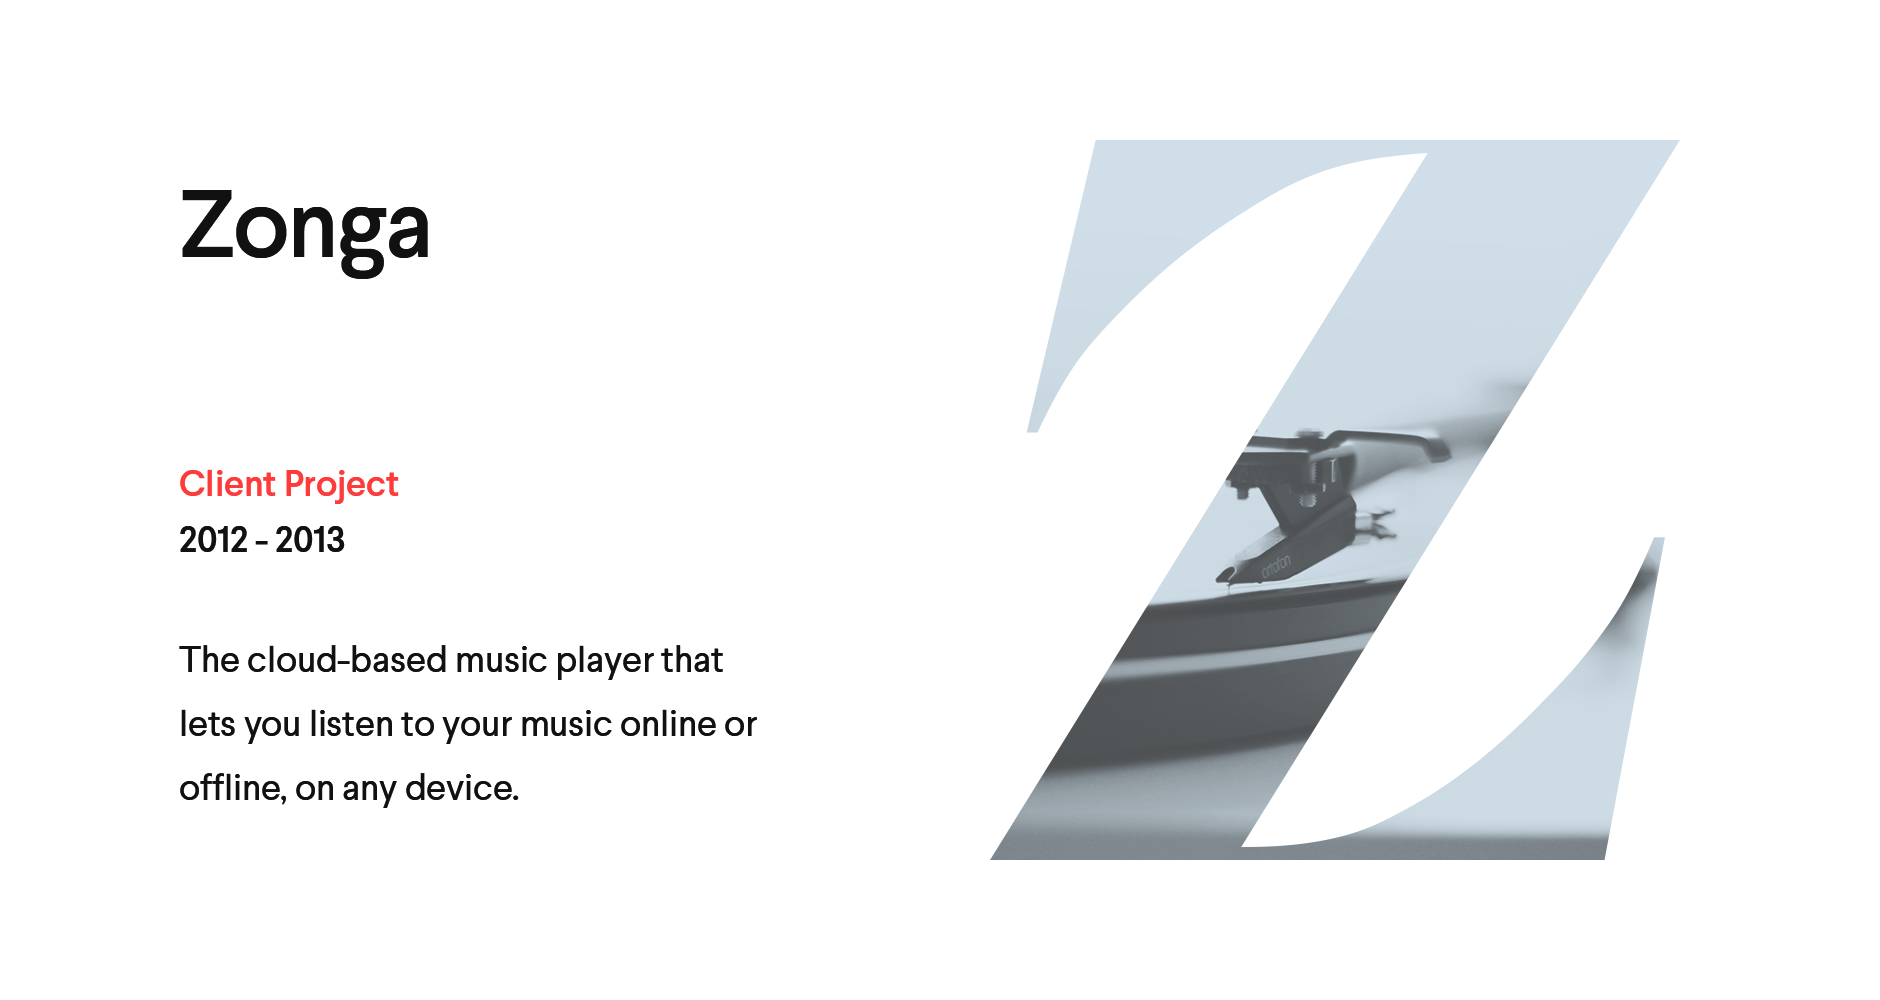 Zonga
Client Project
2012 - 2013
The cloud-based music player that
lets you listen to your music online or
offline, on any device.
Z
ortofon